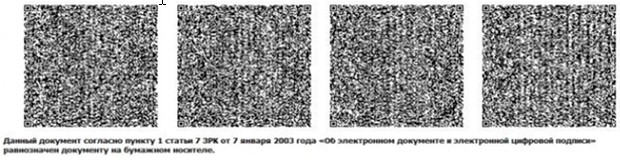 Данный документ согласно пункту 1 статьи 7 ЗРК от 7 января 2003 года «Об электронном документе и электронной цифровой подписи»
равнозначен документу на бумажном носителе.